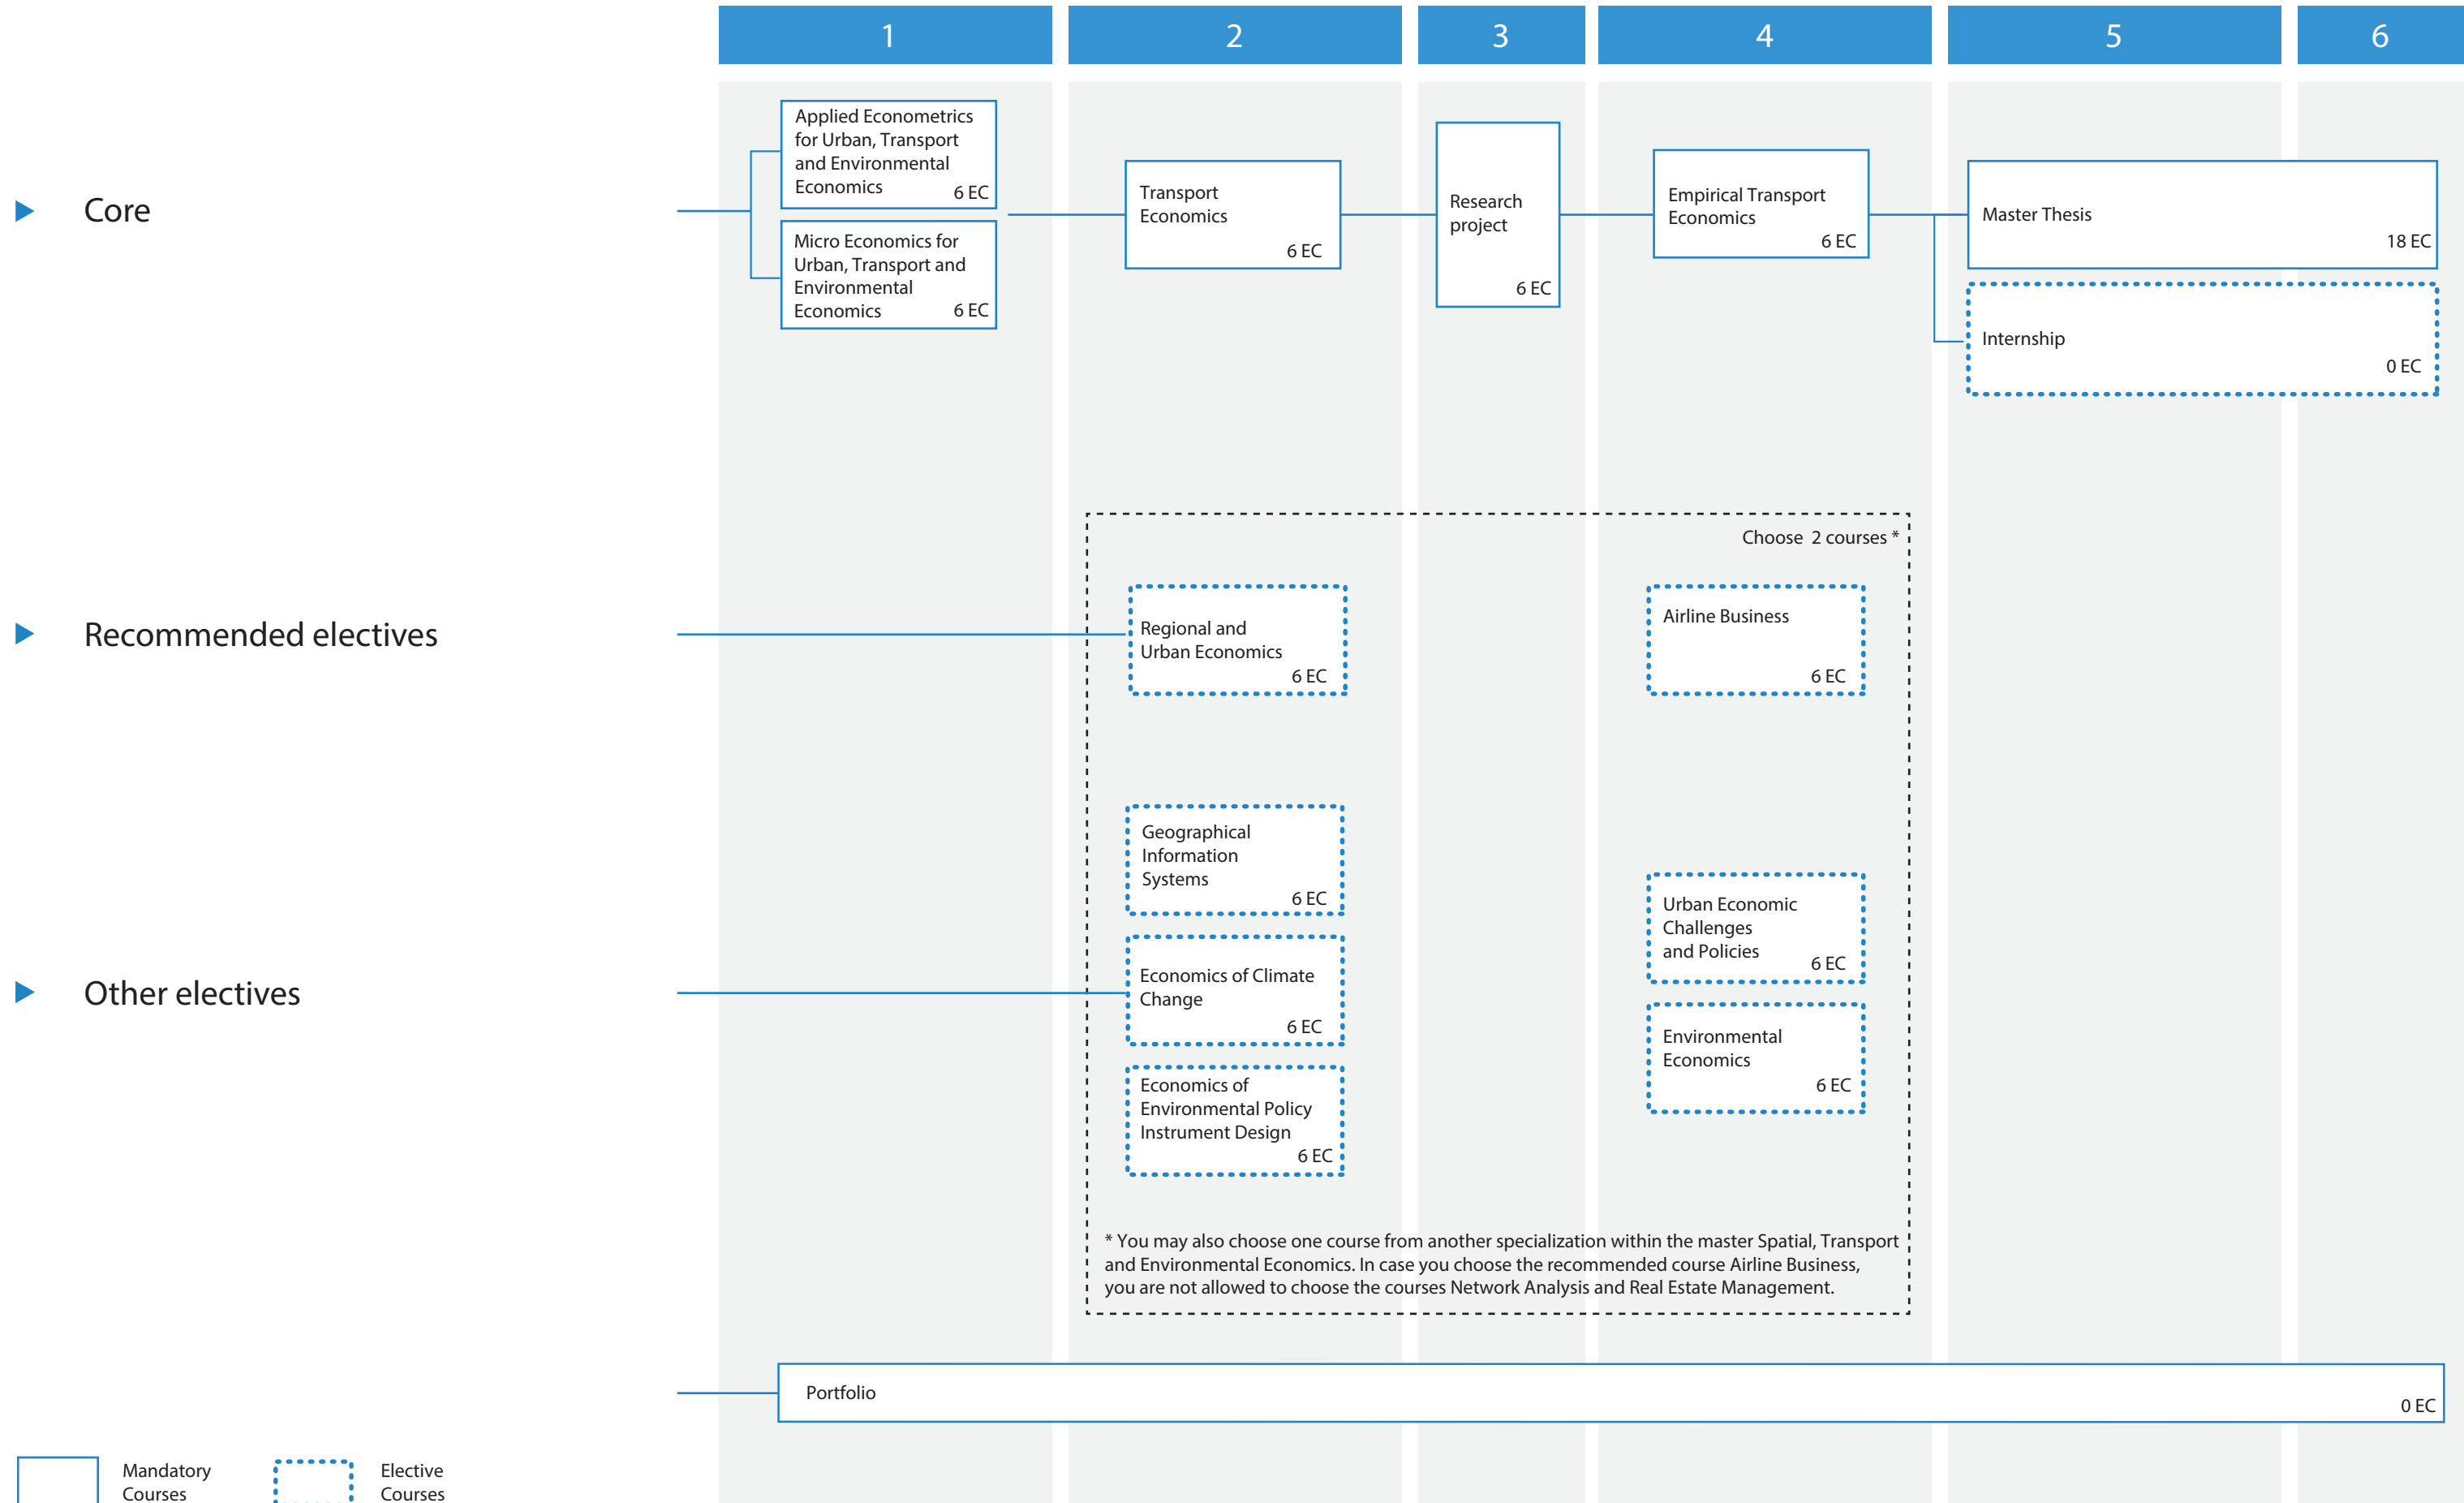 1
2
3
4
5
6
Core
Applied Econometrics
for Urban, Transport
and Environmental
Economics
6 EC
Micro Economics for
Urban, Transport and
Environmental
Economics
6 EC
Transport
Economics
6 EC
Research
project
6 EC
Empirical Transport
Economics
6 EC
Master Thesis
18 EC
Internship
0 EC
Choose 2 courses *
Recommended electives
Regional and
Urban Economics
6 EC
Airline Business
6 EC
Other electives
Geographical
Information
Systems
6 EC
Economics of Climate
Change
6 EC
Economics of
Environmental Policy
Instrument Design
6 EC
Urban Economic
Challenges
and Policies
6 EC
Environmental
Economics
6 EC
* You may also choose one course from another specialization within the master Spatial, Transport
and Environmental Economics. In case you choose the recommended course Airline Business,
you are not allowed to choose the courses Network Analysis and Real Estate Management.
Portfolio
0 EC
Mandatory
Courses
Elective
Courses